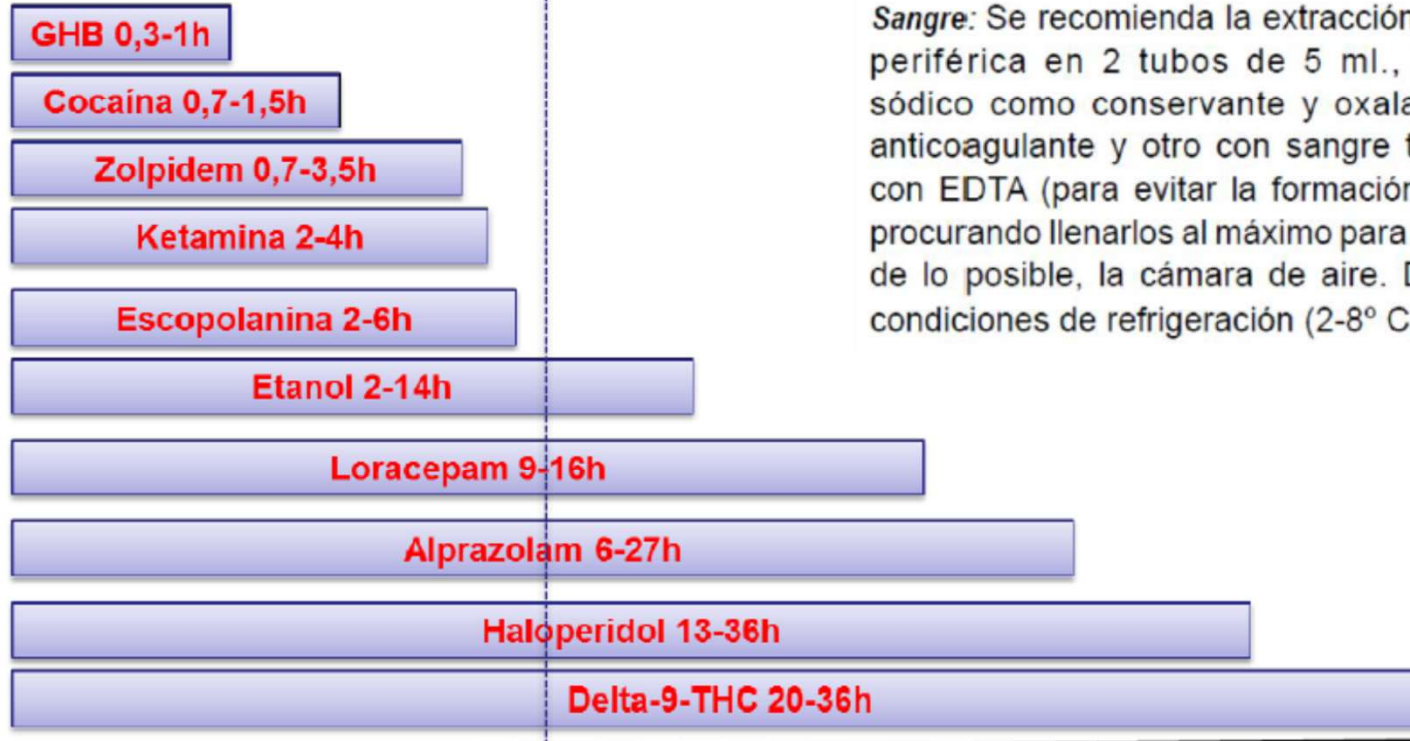 GHB 0,3-1h
Cocaína 0,7-1,5h
Zolpidem 0,7-3,5h
Ketamina 2-4h
Escopolanina 2-6h
Etanol 2-14h
Loracepam 9-16h
Alprazolam 6-27h
Haloperidol 13-36h
Delta-9-THC 20-36h
Sangre: Se recomienda la extracción
periférica en 2 tubos de 5 ml.,
sódico como conservante y oxala
anticoagulante y otro con sangre t
con EDTA (para evitar la formación
procurando llenarlos al máximo para
de lo posible, la cámara de aire. D
condiciones de refrigeración (2-8º C